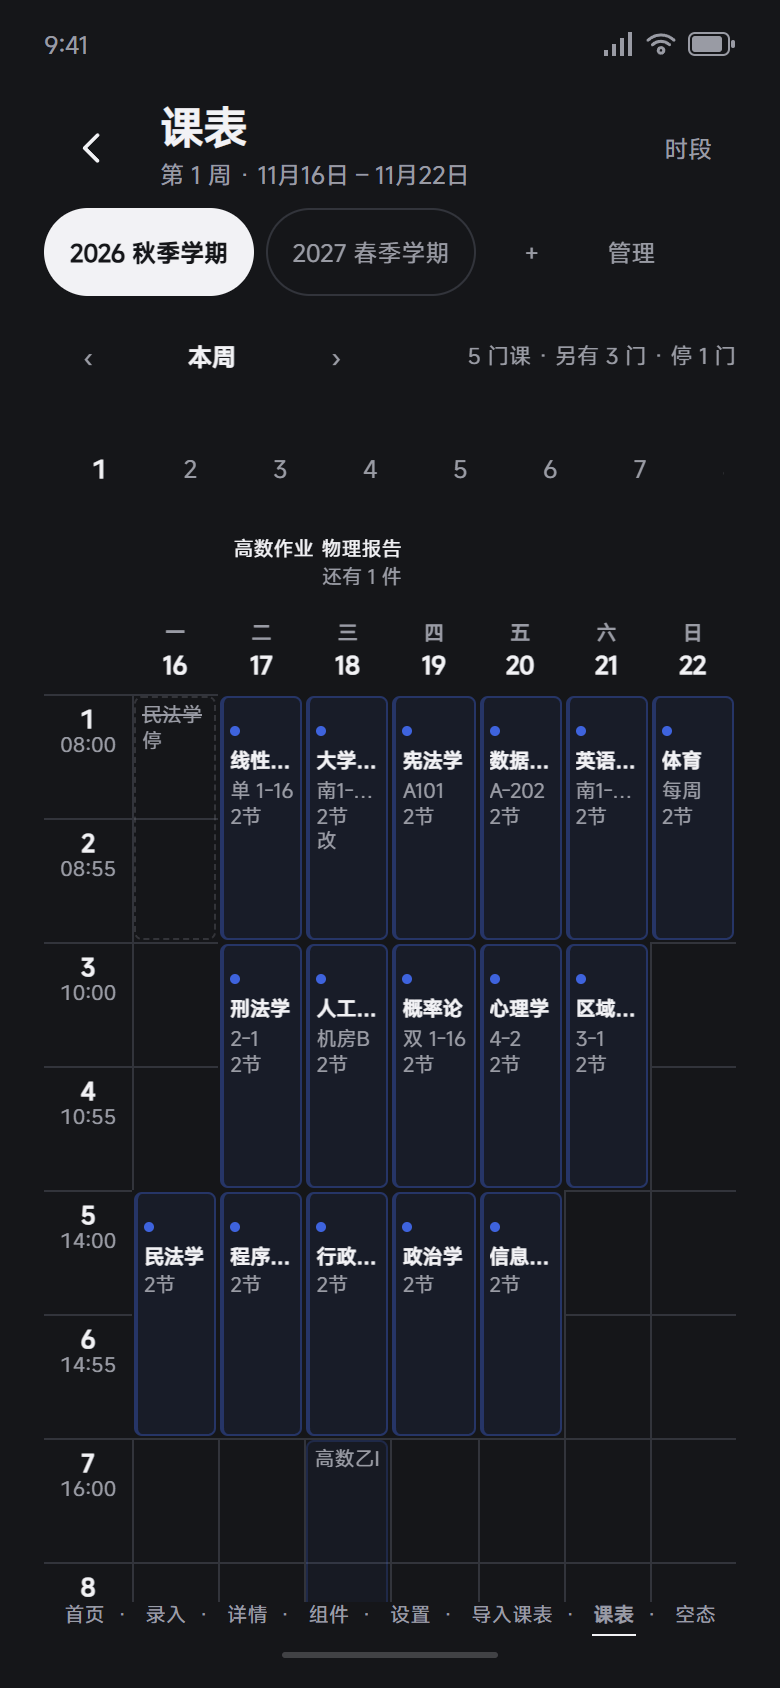 9:41
课表
第 1 周 · 11月16日 – 11月22日
时段
2026 秋季学期
2027 春季学期
+
管理
‹
本周
›
5 门课 · 另有 3 门 · 停 1 门
1 2 3 4 5 6 7
高数作业 物理报告
还有 1 件
一 二 三 四 五 六 日
16 17 18 19 20 21 22
1
08:00
民法学
停
线性...
单 1-16
2节
大学...
南1-...
2节
改
宪法学
A101
2节
数据...
A-202
2节
英语...
南1-...
2节
体育
每周
2节
2
08:55
3
10:00
刑法学
2-1
2节
人工...
机房B
2节
概率论
双 1-16
2节
心理学
4-2
2节
区域...
3-1
2节
4
10:55
5
14:00
民法学
2节
程序...
2节
行政...
2节
政治学
2节
信息...
2节
6
14:55
7
16:00
高数乙I
8
首页 · 录入 · 详情 · 组件 · 设置 · 导入课表 · 课表 · 空态